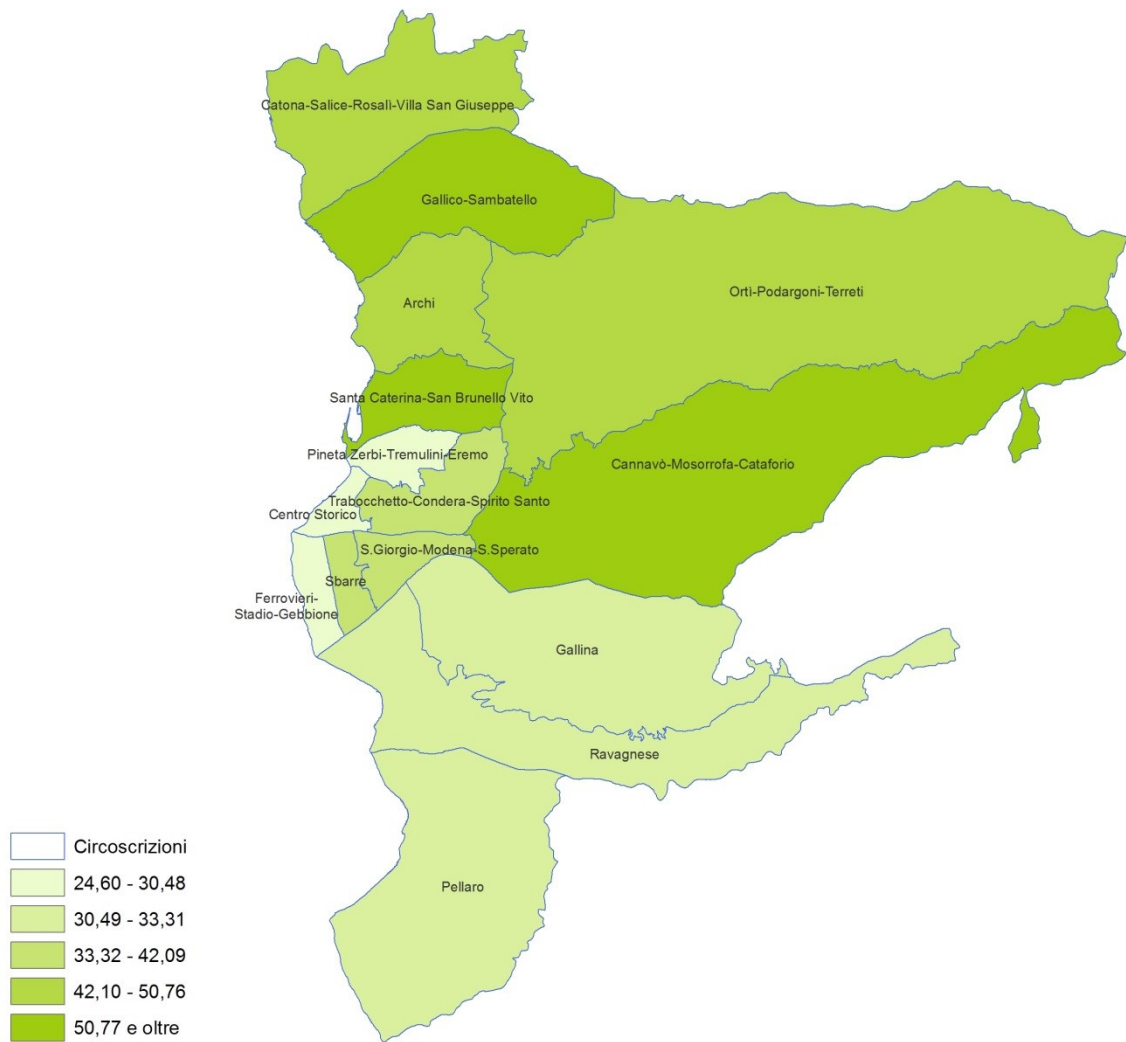 Catona-Salice-Rosalì-Villa San Giuseppe
Gallico-Sambatello
Orti-Podargoni-Terreti
Archi
Santa Caterina-San Brunello Vito
Pineta Zerbi-Tremulini-Eremo
Cannavò-Mosorrofa-Cataforio
Trabocchetto-Condera-Spirito Santo
Centro Storico
S.Giorgio-Modena-S.Sperato
Sbarre
Ferrovieri-
Stadio-Gebbione
Gallina
Ravagnese
Pellaro
Circoscrizioni
24,60 - 30,48
30,49 - 33,31
33,32 - 42,09
42,10 - 50,76
50,77 e oltre